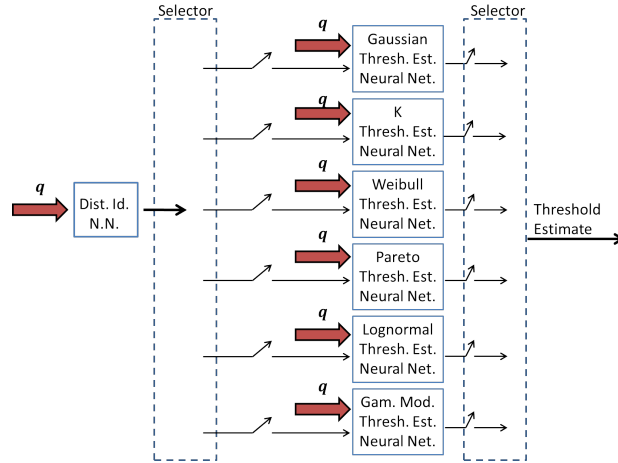 Selector
Selector
q
Gaussian
Thresh. Est.
Neural Net.
q
K
Thresh. Est.
Neural Net.
q
Weibull
Thresh. Est.
Neural Net.
q
Dist. Id.
N.N.
Threshold
Estimate
q
Pareto
Thresh. Est.
Neural Net.
q
Lognormal
Thresh. Est.
Neural Net.
q
Gam. Mod.
Thresh. Est.
Neural Net.